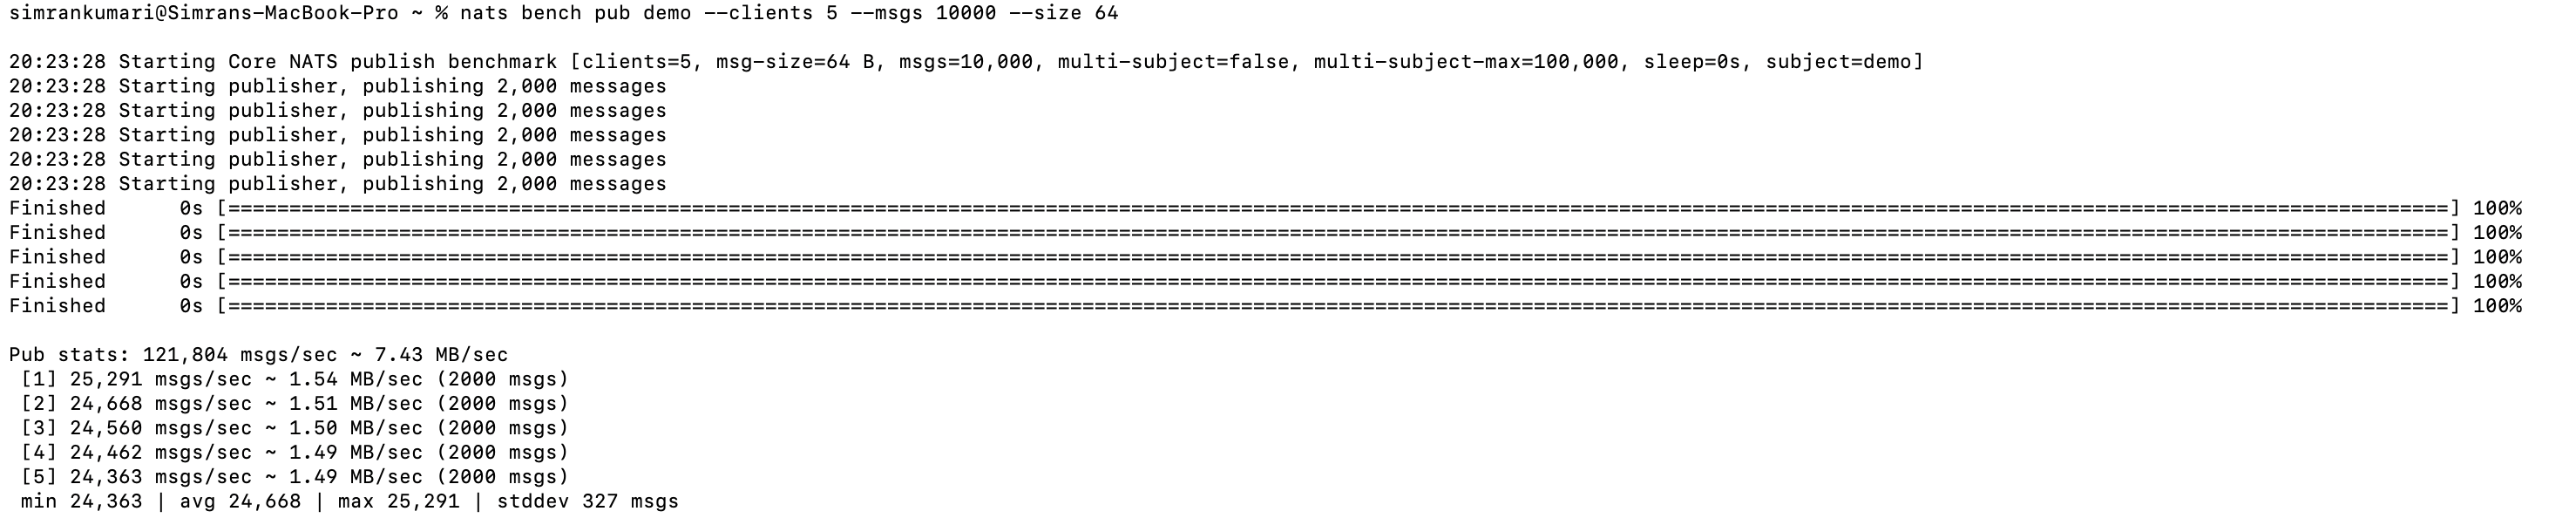 simrankumari@Simrans-MacBook-Pro ~ % nats bench pub demo --clients 5 --msgs 10000 --size 64
20:23:28 Starting Core NATS publish benchmark [clients=5, msg-size=64 B, msgs=10,000, multi-subject=false, multi-subject-max=100,000, sleep=0s, subject=demo]
20:23:28 Starting publisher, publishing 2,000 messages
20:23:28 Starting publisher, publishing 2,000 messages
20:23:28 Starting publisher, publishing 2,000 messages
20:23:28 Starting publisher, publishing 2,000 messages
20:23:28 Starting publisher, publishing 2,000 messages
Finished      0s [======================================================================================================================================================================================] 100%
Finished      0s [======================================================================================================================================================================================] 100%
Finished      0s [======================================================================================================================================================================================] 100%
Finished      0s [======================================================================================================================================================================================] 100%
Finished      0s [======================================================================================================================================================================================] 100%
Pub stats: 121,804 msgs/sec ~ 7.43 MB/sec
 [1] 25,291 msgs/sec ~ 1.54 MB/sec (2000 msgs)
 [2] 24,668 msgs/sec ~ 1.51 MB/sec (2000 msgs)
 [3] 24,560 msgs/sec ~ 1.50 MB/sec (2000 msgs)
 [4] 24,462 msgs/sec ~ 1.49 MB/sec (2000 msgs)
 [5] 24,363 msgs/sec ~ 1.49 MB/sec (2000 msgs)
 min 24,363 | avg 24,668 | max 25,291 | stddev 327 msgs